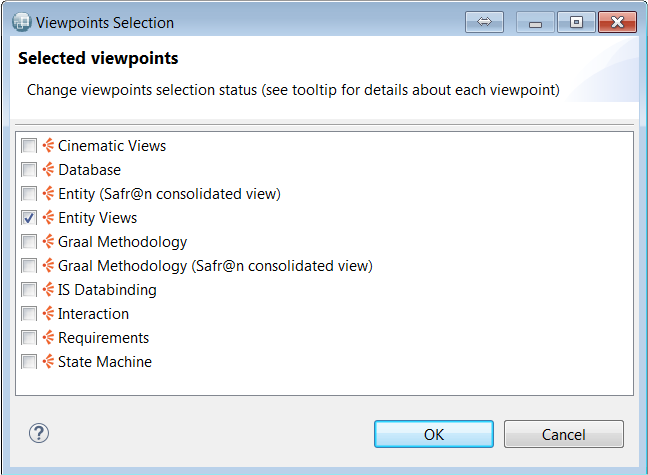 Viewpoints Selection
Selected viewpoints
Change viewpoints selection status (see tooltip for details about each viewpoint)
Cinematic Views
Database
Entity (Safr@n consolidated view)
Entity Views
Graal Methodology
Graal Methodology (Safr@n consolidated view)
IS Databinding
Interaction
Requirements
State Machine
?
OK
Cancel